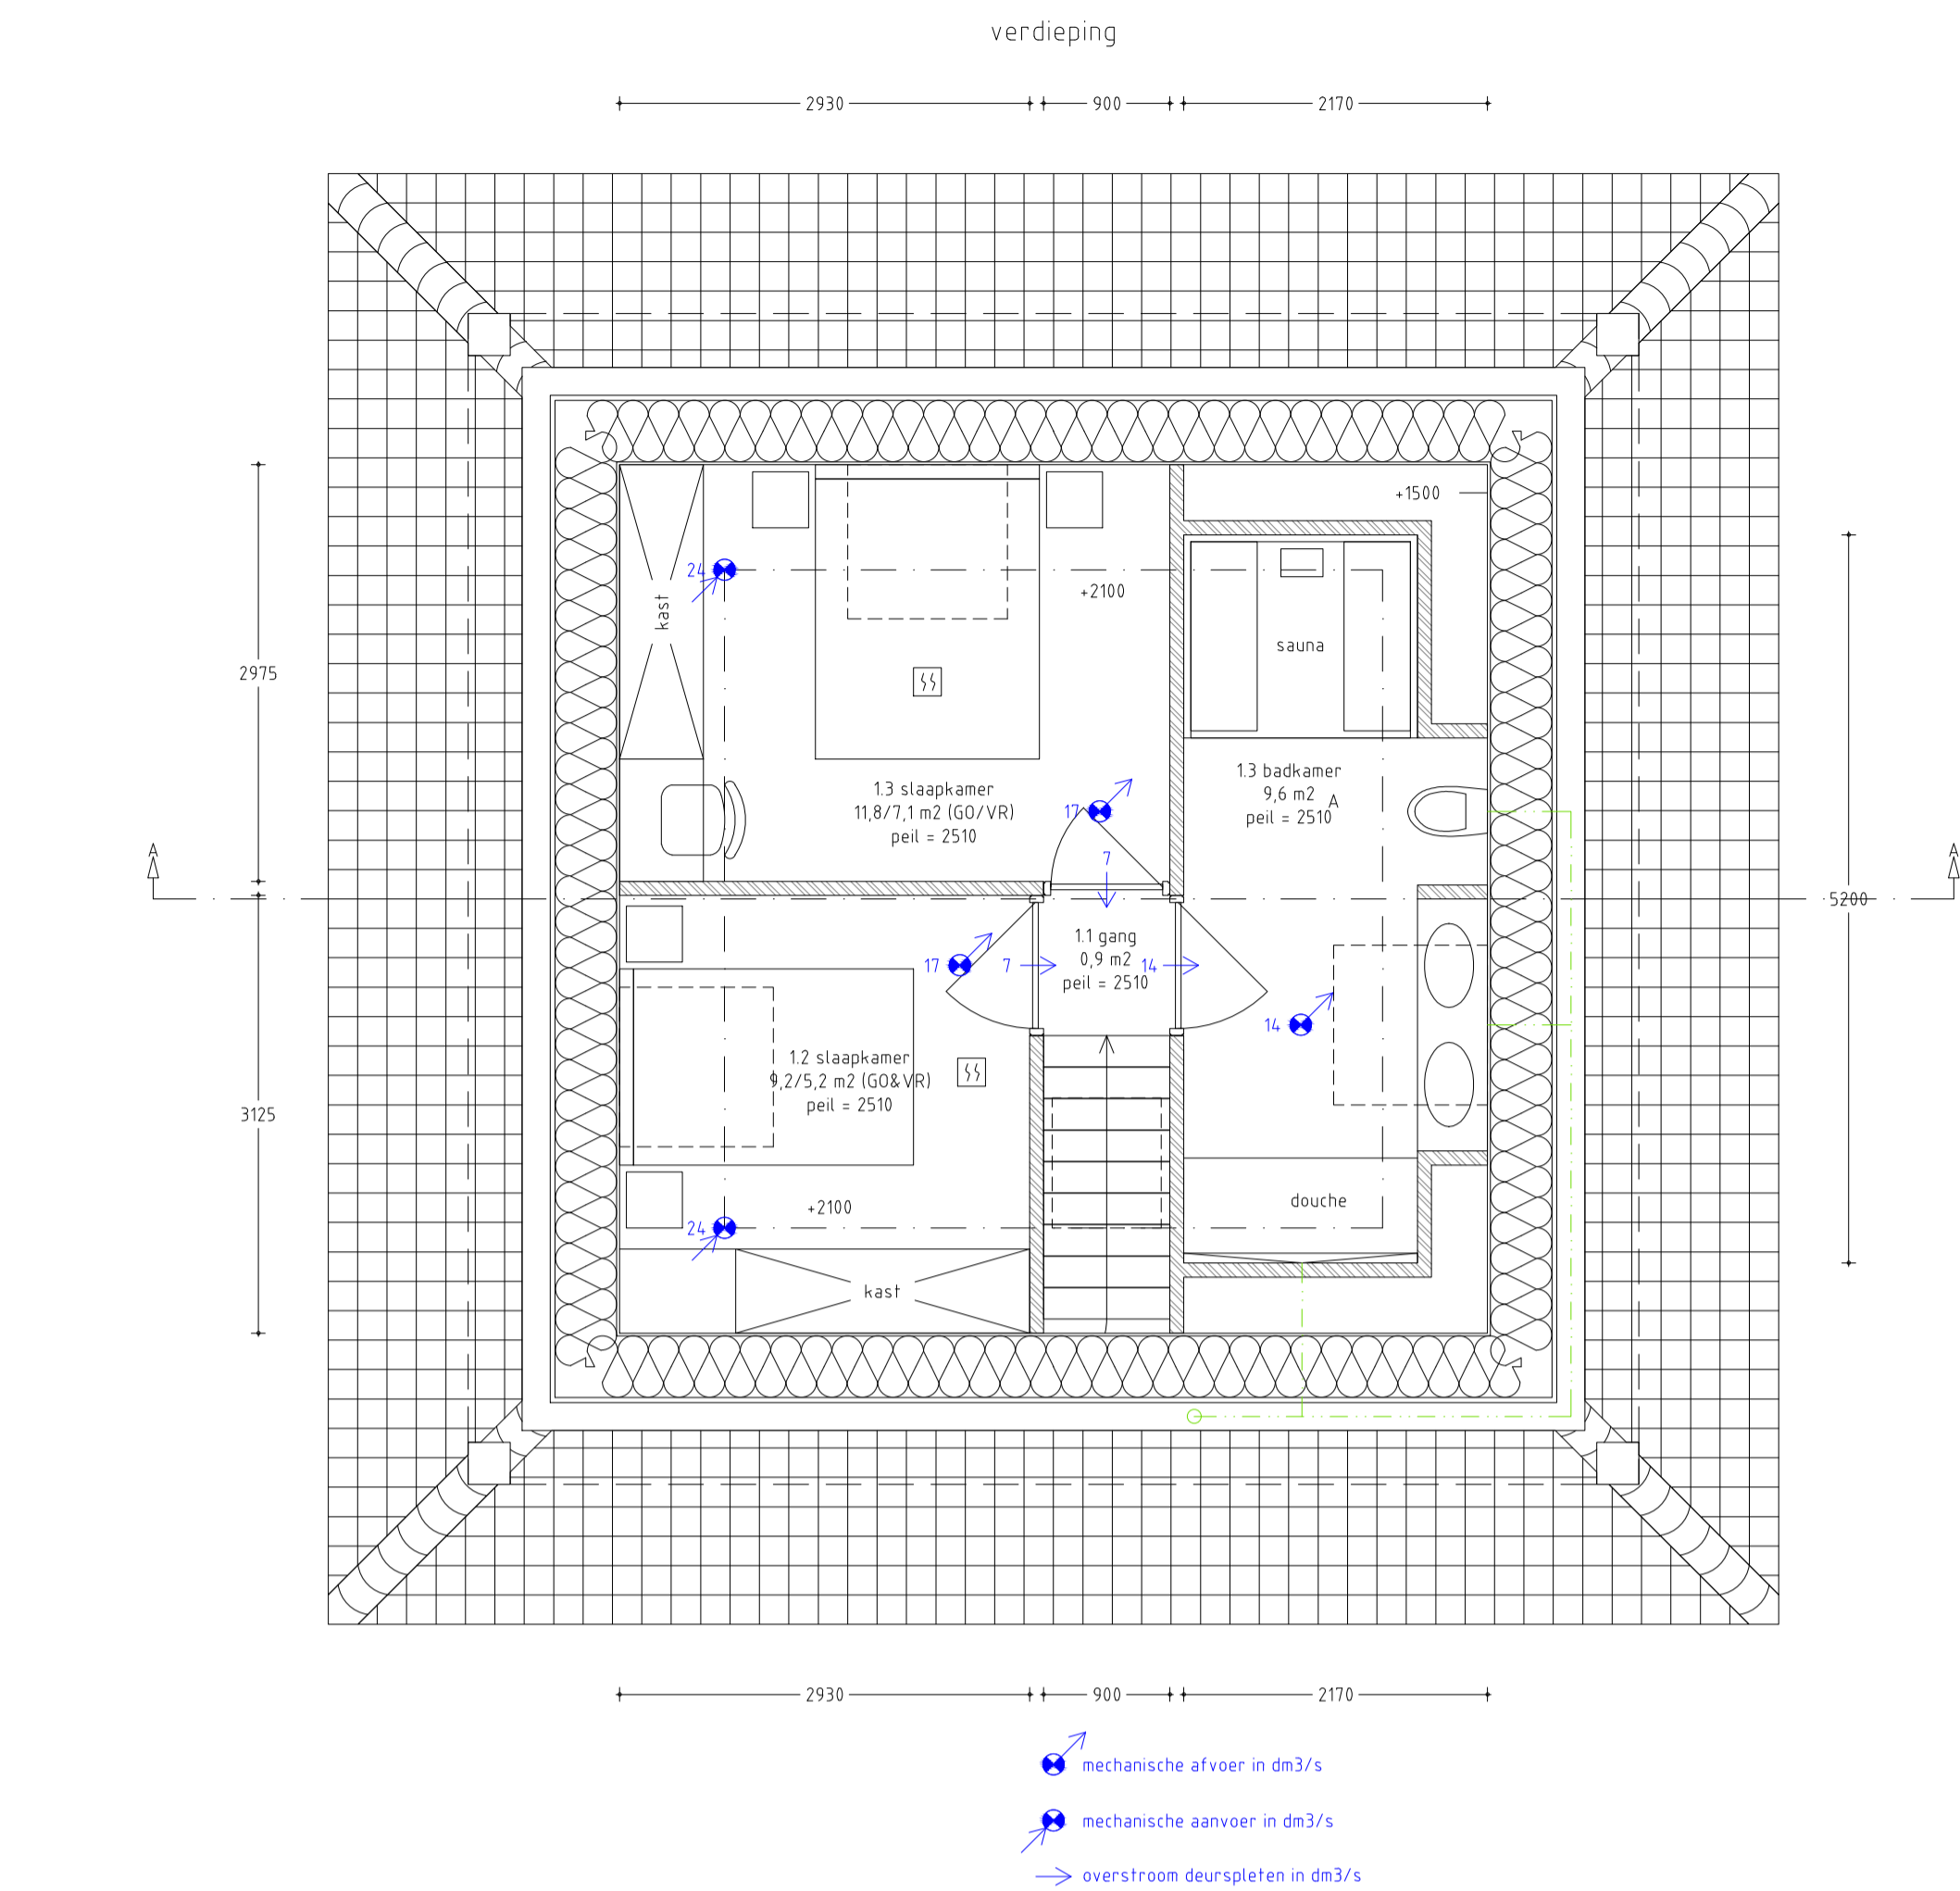 verdieping
2930
900
2170
+1500
24
+2100
kast
sauna
2975
1.3 slaapkamer
11,8/7,1 m2 (GO/VR)
peil = 2510
17
1.3 badkamer
9,6 m2
A
peil = 2510
7
A
A
5200
1.1 gang
0,9 m2
peil = 2510
17
7
14
14
1.2 slaapkamer
9,2/5,2 m2 (GO&VR)
peil = 2510
3125
+2100
douche
24
kast
2930
900
2170
mechanische afvoer in dm3/s
mechanische aanvoer in dm3/s
overstroom deurspleten in dm3/s